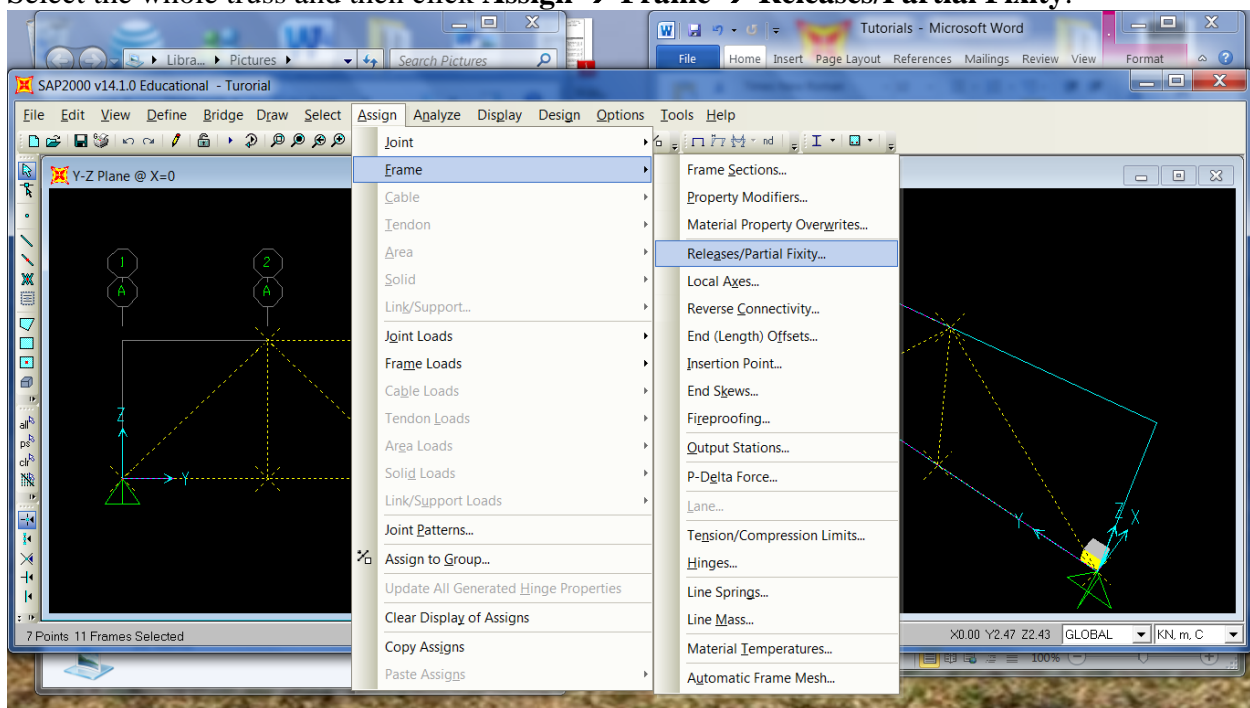 Select the whole truss and then click Assign → Frame → Releases/Partial Fixity.
Libra... Pictures
Search Pictures
Tutorials - Microsoft Word
File Home Insert Page Layout References Mailings Review View Format
SAP2000 v14.1.0 Educational - Turorial
File Edit View Define Bridge Draw Select Assign Analyze Display Design Options Tools Help
nd
Y-Z Plane @ X=0
Joint
Frame
Cable
Tendon
Area
Solid
Link/Support...
Joint Loads
Frame Loads
Cable Loads
Tendon Loads
Area Loads
Solid Loads
Link/Support Loads
Joint Patterns...
Assign to Group...
Update All Generated Hinge Properties
Clear Display of Assigns
Copy Assigns
Paste Assigns
Frame Sections...
Property Modifiers...
Material Property Overwrites...
Releases/Partial Fixity...
Local Axes...
Reverse Connectivity...
End (Length) Offsets...
Insertion Point...
End Skews...
Fireproofing...
Output Stations...
P-Delta Force...
Lane...
Tension/Compression Limits...
Hinges...
Line Springs...
Line Mass...
Material Temperatures...
Automatic Frame Mesh...
1 2
A A
Z
Y
Z
X
Y
all
ps
clr
7 Points 11 Frames Selected
X0.00 Y2.47 Z2.43 GLOBAL KN, m, C
100%